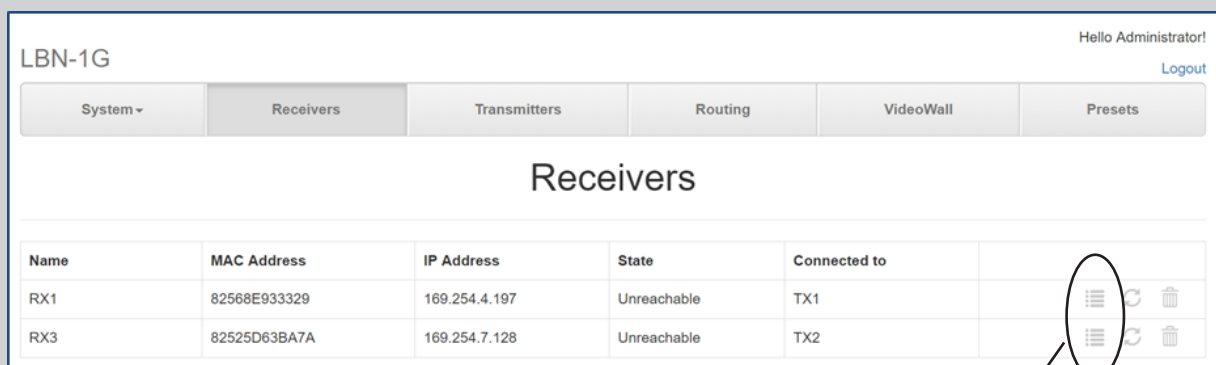 Hello Administrator!
LBN-1G
Logout
System Receivers Transmitters Routing VideoWall Presets
Receivers
Name MAC Address IP Address State Connected to
RX1 82568E933329 169.254.4.197 Unreachable TX1
RX3 82525D63BA7A 169.254.7.128 Unreachable TX2